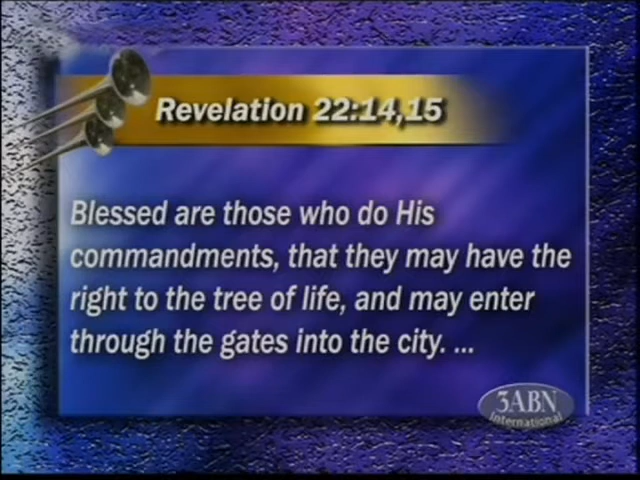 Revelation 22:14,15
Blessed are those who do His
commandments, that they may have the
right to the tree of life, and may enter
through the gates into the city. ...
3ABN
international